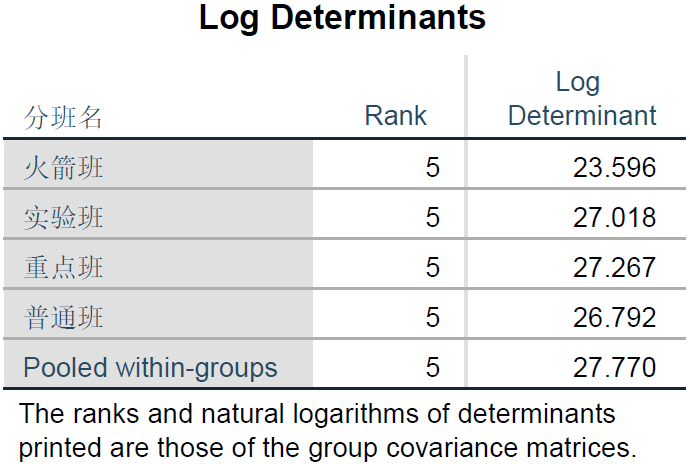 Log Determinants
分班名 Rank Log Determinant
火箭班 5 23.596
实验班 5 27.018
重点班 5 27.267
普通班 5 26.792
Pooled within-groups 5 27.770
The ranks and natural logarithms of determinants
printed are those of the group covariance matrices.